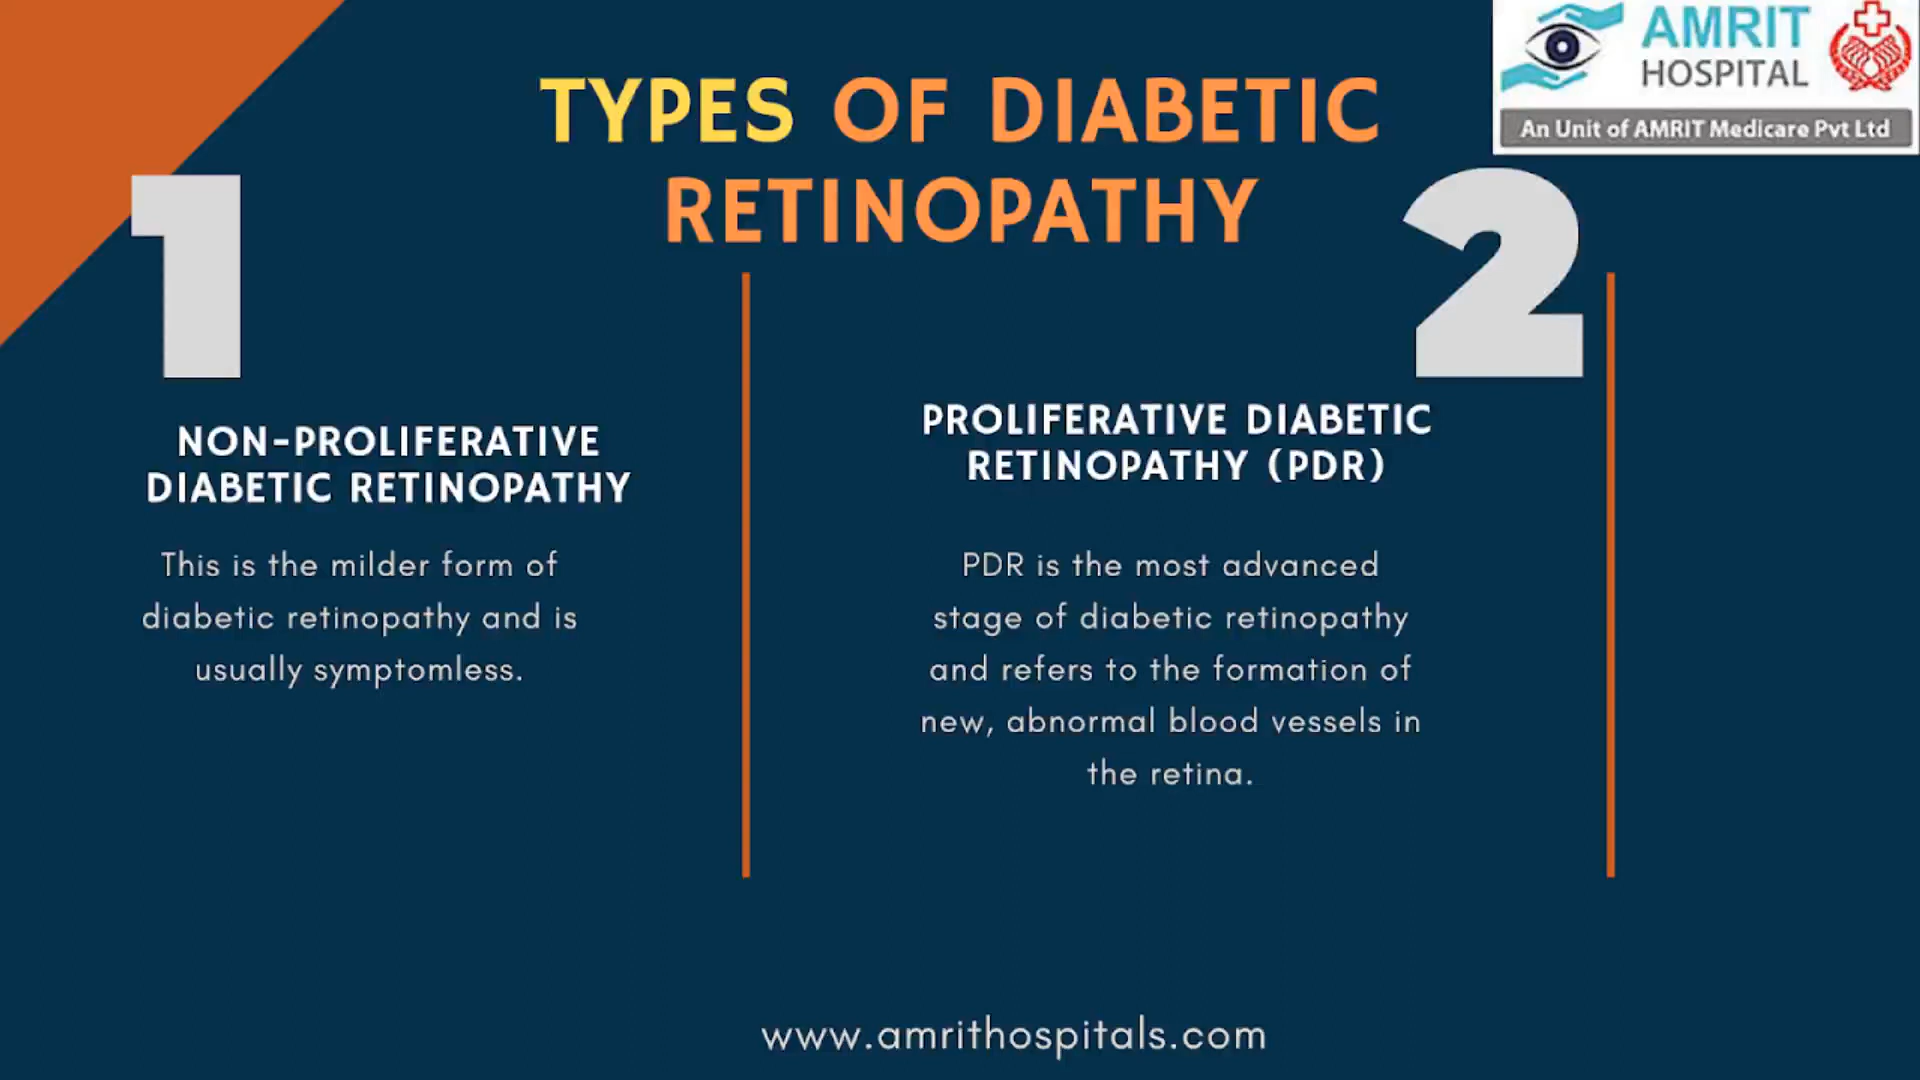 AMRIT
HOSPITAL
An Unit of AMRIT Medicare Pvt Ltd
TYPES OF DIABETIC
RETINOPATHY
1
NON-PROLIFERATIVE
DIABETIC RETINOPATHY
This is the milder form of
diabetic retinopathy and is
usually symptomless.
2
PROLIFERATIVE DIABETIC
RETINOPATHY (PDR)
PDR is the most advanced
stage of diabetic retinopathy
and refers to the formation of
new, abnormal blood vessels in
the retina.
www.amrithospitals.com